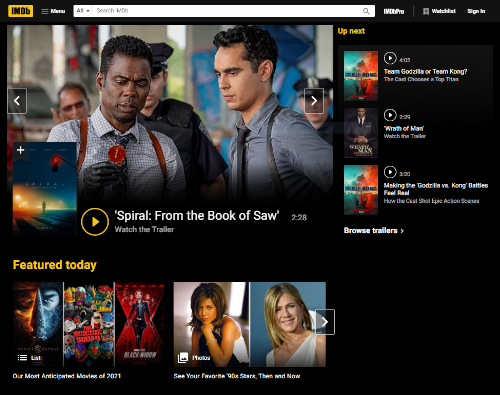 IMDb
Menu
All
Search IMDb
IMDbPro
Watchlist
Sign In
Up next
4:05
Team Godzilla or Team Kong?
The Cast Chooses a Top Titan
2:29
'Wrath of Man'
Watch the Trailer
3:20
Making the 'Godzilla vs. Kong' Battles
Feel Real
How the Cast Shot Epic Action Scenes
Browse trailers
SPIRAL
'Spiral: From the Book of Saw' 2:28
Watch the Trailer
Featured today
BLACK WIDOW
List
Photos
Our Most Anticipated Movies of 2021
See Your Favorite '90s Stars, Then and Now